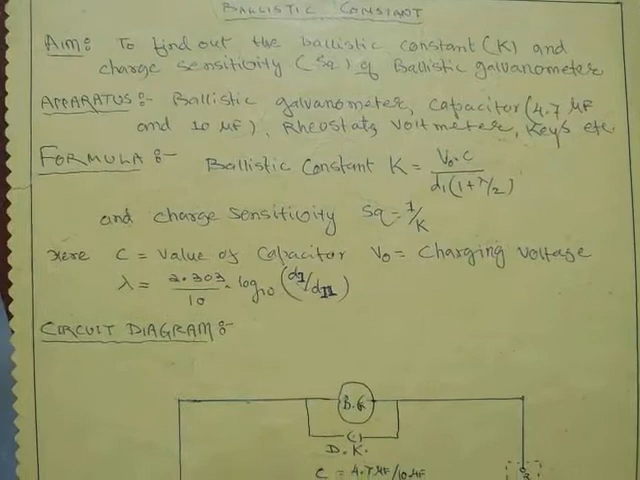 BALLISTIC CONSTANT
AIM:- To find out the ballistic constant (K) and
charge sensitivity (Sq) of Ballistic galvanometer
APPARATUS:- Ballistic galvanometer, Capacitor (4.7 μF
and 10 μF), Rheostats, Voltmeter, Keys etc.
FORMULA:- Ballistic Constant K = V₀.C / d₁(1+λ/2)
and charge sensitivity Sq = 1/K
Here C = Value of Capacitor V₀ = Charging Voltage
λ = 2.303/10 . log₁₀ (d₁/d₁₁)
CIRCUIT DIAGRAM:-
B.G.
D.K.
C = 4.7μF/10μF